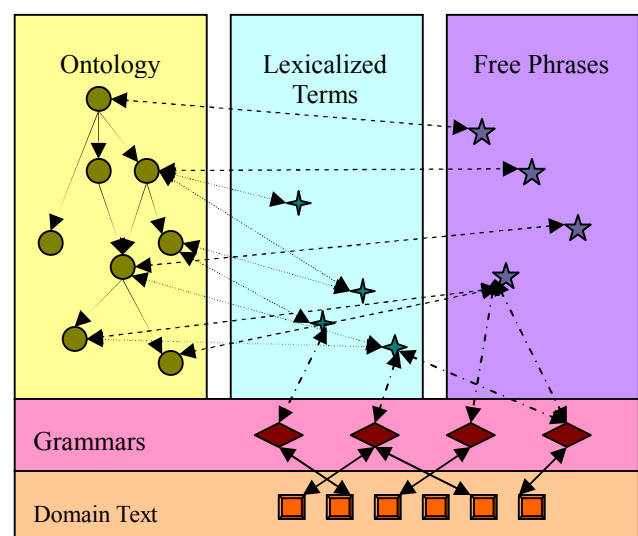 Ontology
Lexicalized
Terms
Free Phrases
Grammars
Domain Text